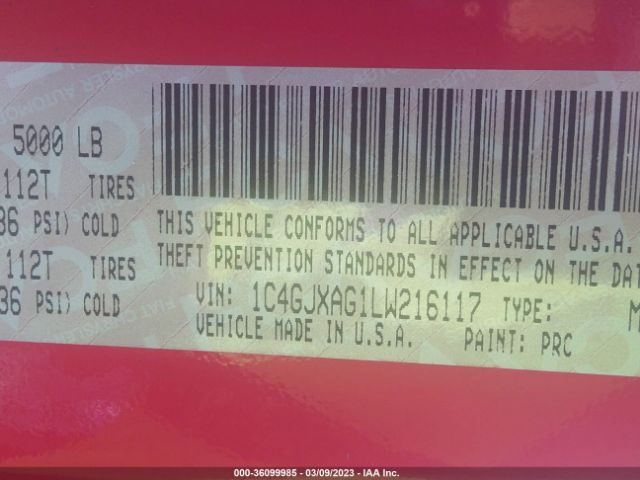 5000 LB
112T TIRES
36 PSI) COLD
THIS VEHICLE CONFORMS TO ALL APPLICABLE U.S.A.
112T TIRES
THEFT PREVENTION STANDARDS IN EFFECT ON THE DAT
36 PSI) COLD
VIN: 1C4GJXAG1LW216117 TYPE: M
VEHICLE MADE IN U.S.A. PAINT: PRC
000-36099985 - 03/09/2023 - IAA Inc.